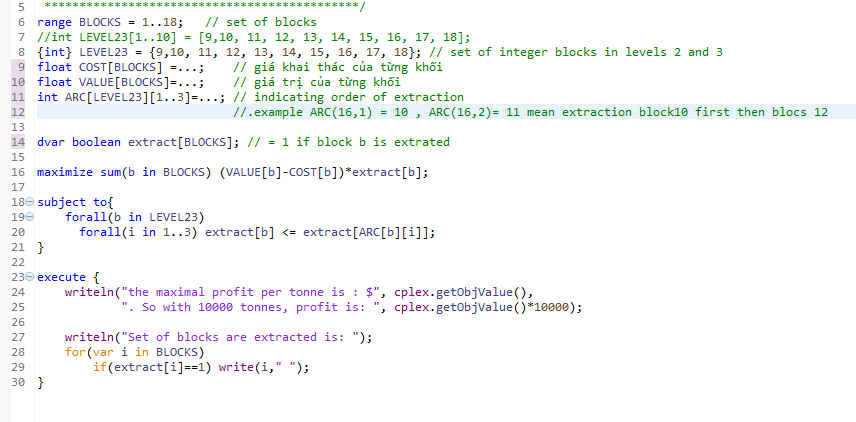 5 *********************************************/
6 range BLOCKS = 1..18;   // set of blocks
7 //int LEVEL23[1..10] = [9,10, 11, 12, 13, 14, 15, 16, 17, 18];
8 {int} LEVEL23 = {9,10, 11, 12, 13, 14, 15, 16, 17, 18}; // set of integer blocks in levels 2 and 3
9 float COST[BLOCKS] =...;    // giá khai thác của từng khối
10 float VALUE[BLOCKS]=...;    // giá trị của từng khối
11 int ARC[LEVEL23][1..3]=...; // indicating order of extraction
12                             //.example ARC(16,1) = 10 , ARC(16,2)= 11 mean extraction block10 first then blocs 12
13
14 dvar boolean extract[BLOCKS]; // = 1 if block b is extrated
15
16 maximize sum(b in BLOCKS) (VALUE[b]-COST[b])*extract[b];
17
18 subject to{
19     forall(b in LEVEL23)
20       forall(i in 1..3) extract[b] <= extract[ARC[b][i]];
21 }
22
23 execute {
24     writeln("the maximal profit per tonne is : $", cplex.getObjValue(),
25             ". So with 10000 tonnes, profit is: ", cplex.getObjValue()*10000);
26
27     writeln("Set of blocks are extracted is: ");
28     for(var i in BLOCKS)
29         if(extract[i]==1) write(i," ");
30 }